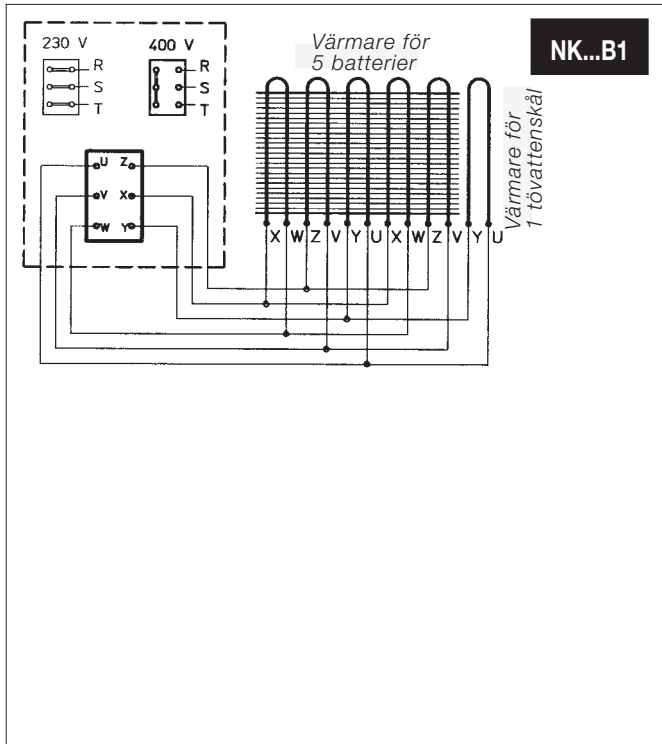 230 V
400 V
R
S
T
R
S
T
Värmare för
5 batterier
NK...B1
Värmare för
1 tövattenskål
U Z
V X
W Y
X W Z V Y U X W Z V Y U